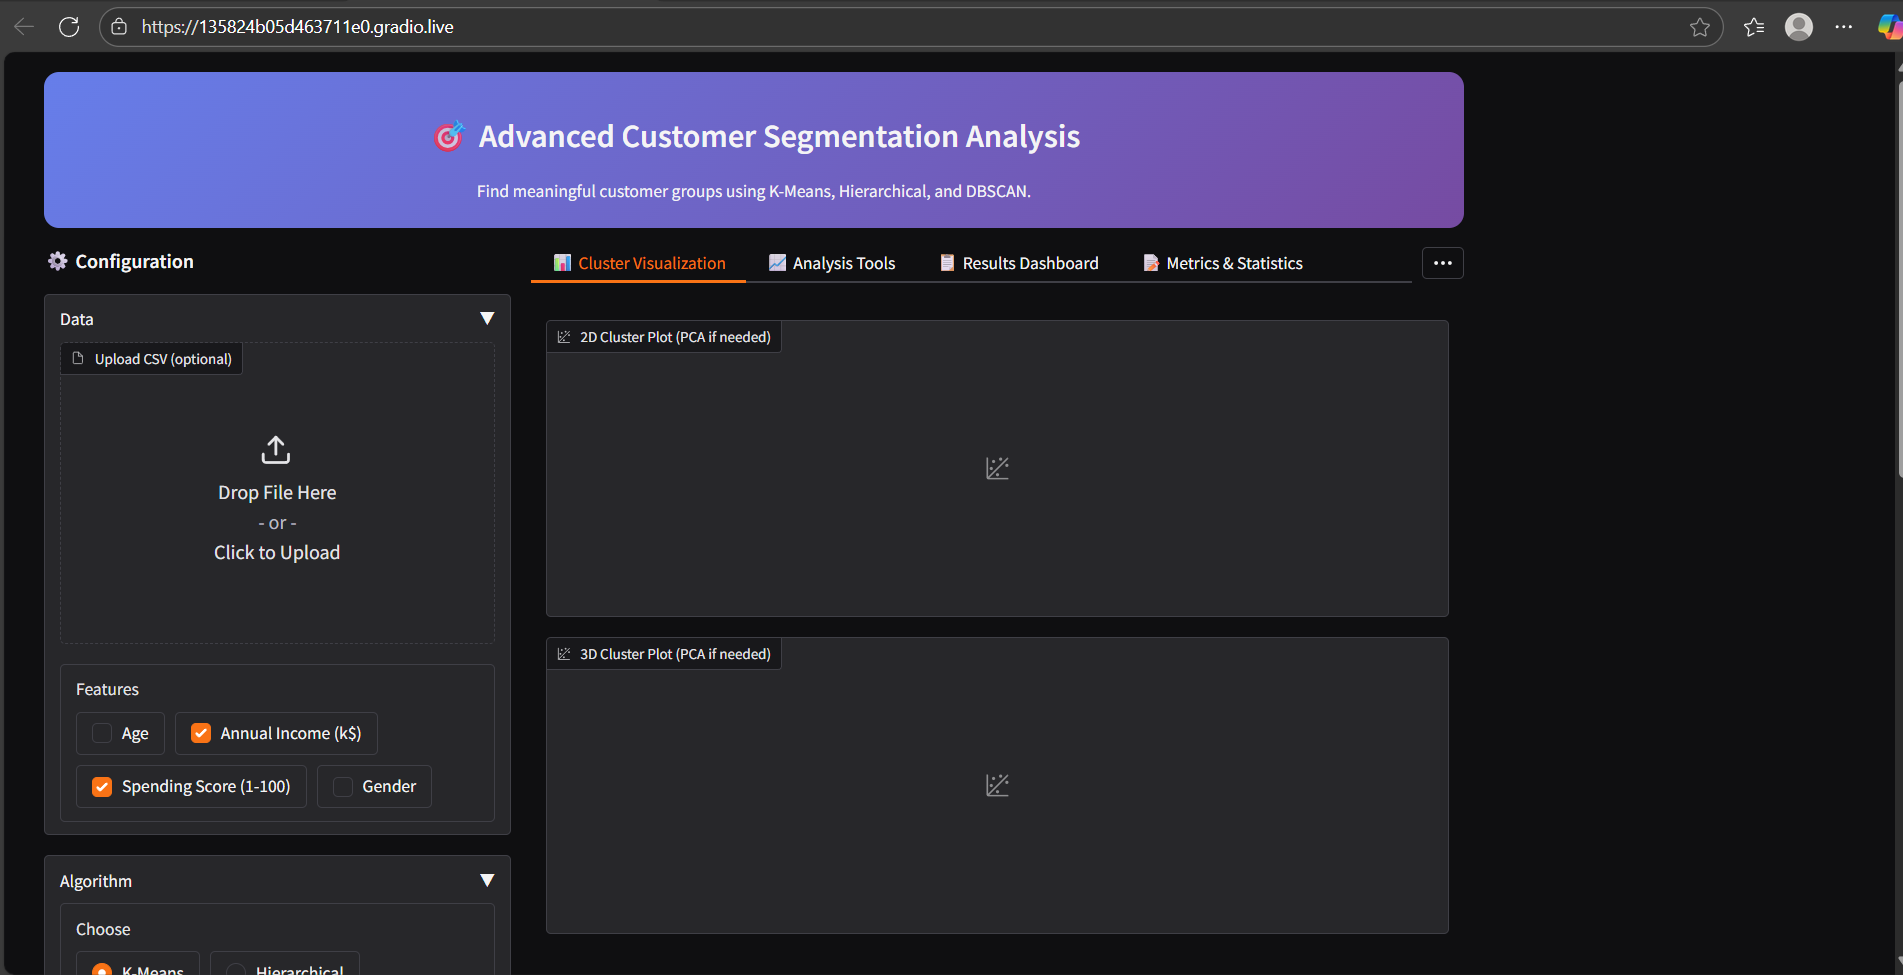 https://135824b05d463711e0.gradio.live
Advanced Customer Segmentation Analysis
Find meaningful customer groups using K-Means, Hierarchical, and DBSCAN.
Configuration
Data
Upload CSV (optional)
Drop File Here
- or -
Click to Upload
Features
Age
Annual Income (k$)
Spending Score (1-100)
Gender
Algorithm
Choose
K-Means
Hierarchical
Cluster Visualization
Analysis Tools
Results Dashboard
Metrics & Statistics
2D Cluster Plot (PCA if needed)
3D Cluster Plot (PCA if needed)